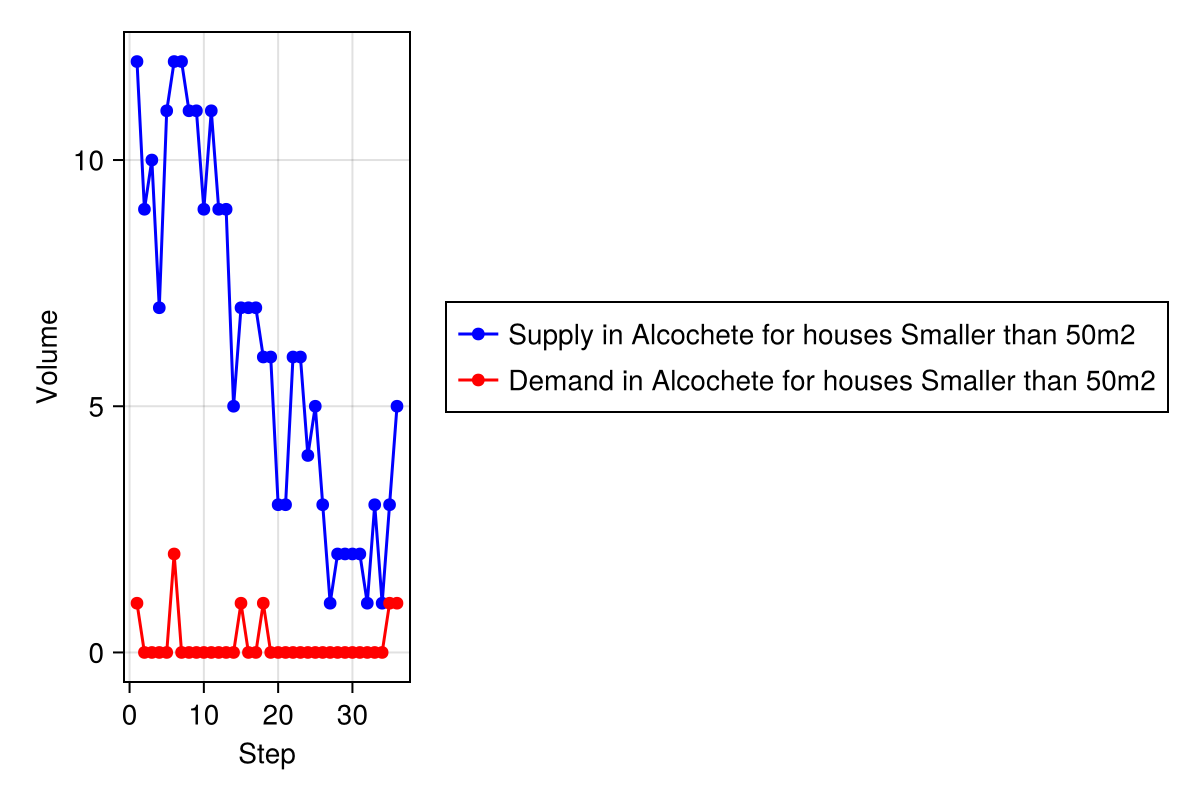 Volume
10
5
0
0 10 20 30
Step
Supply in Alcochete for houses Smaller than 50m2
Demand in Alcochete for houses Smaller than 50m2